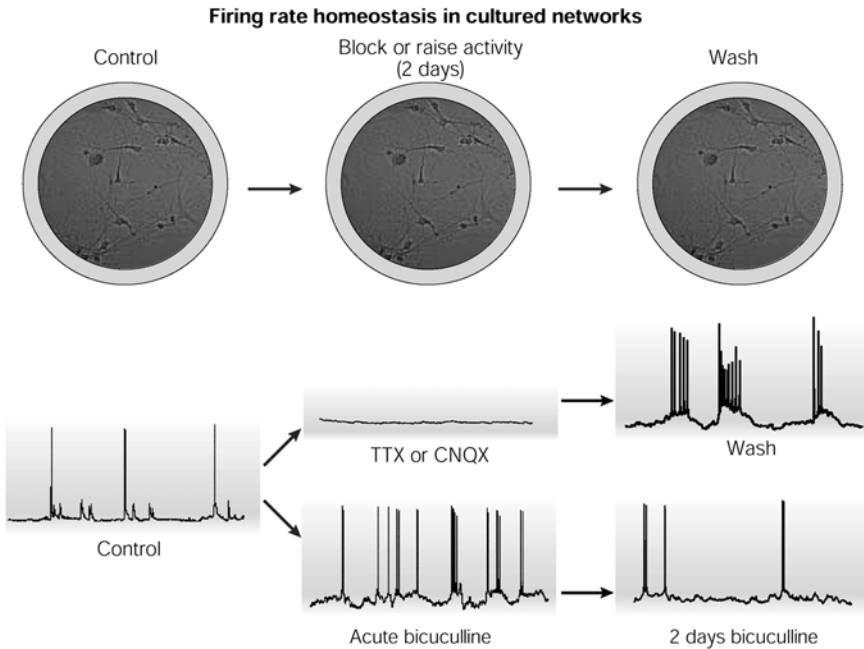 Firing rate homeostasis in cultured networks
Control
Block or raise activity
(2 days)
Wash
TTX or CNQX
Wash
Control
Acute bicuculline
2 days bicuculline